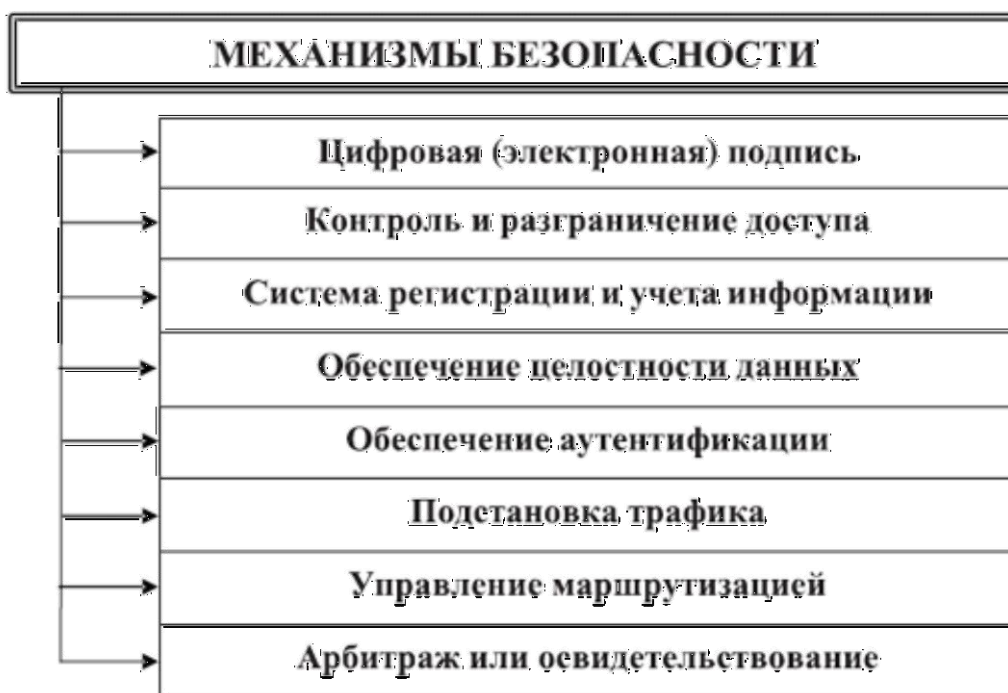 МЕХАНИЗМЫ БЕЗОПАСНОСТИ
Цифровая (электронная) подпись
Контроль и разграничение доступа
Система регистрации и учета информации
Обеспечение целостности данных
Обеспечение аутентификации
Подстановка трафика
Управление маршрутизацией
Арбитраж или освидетельствование